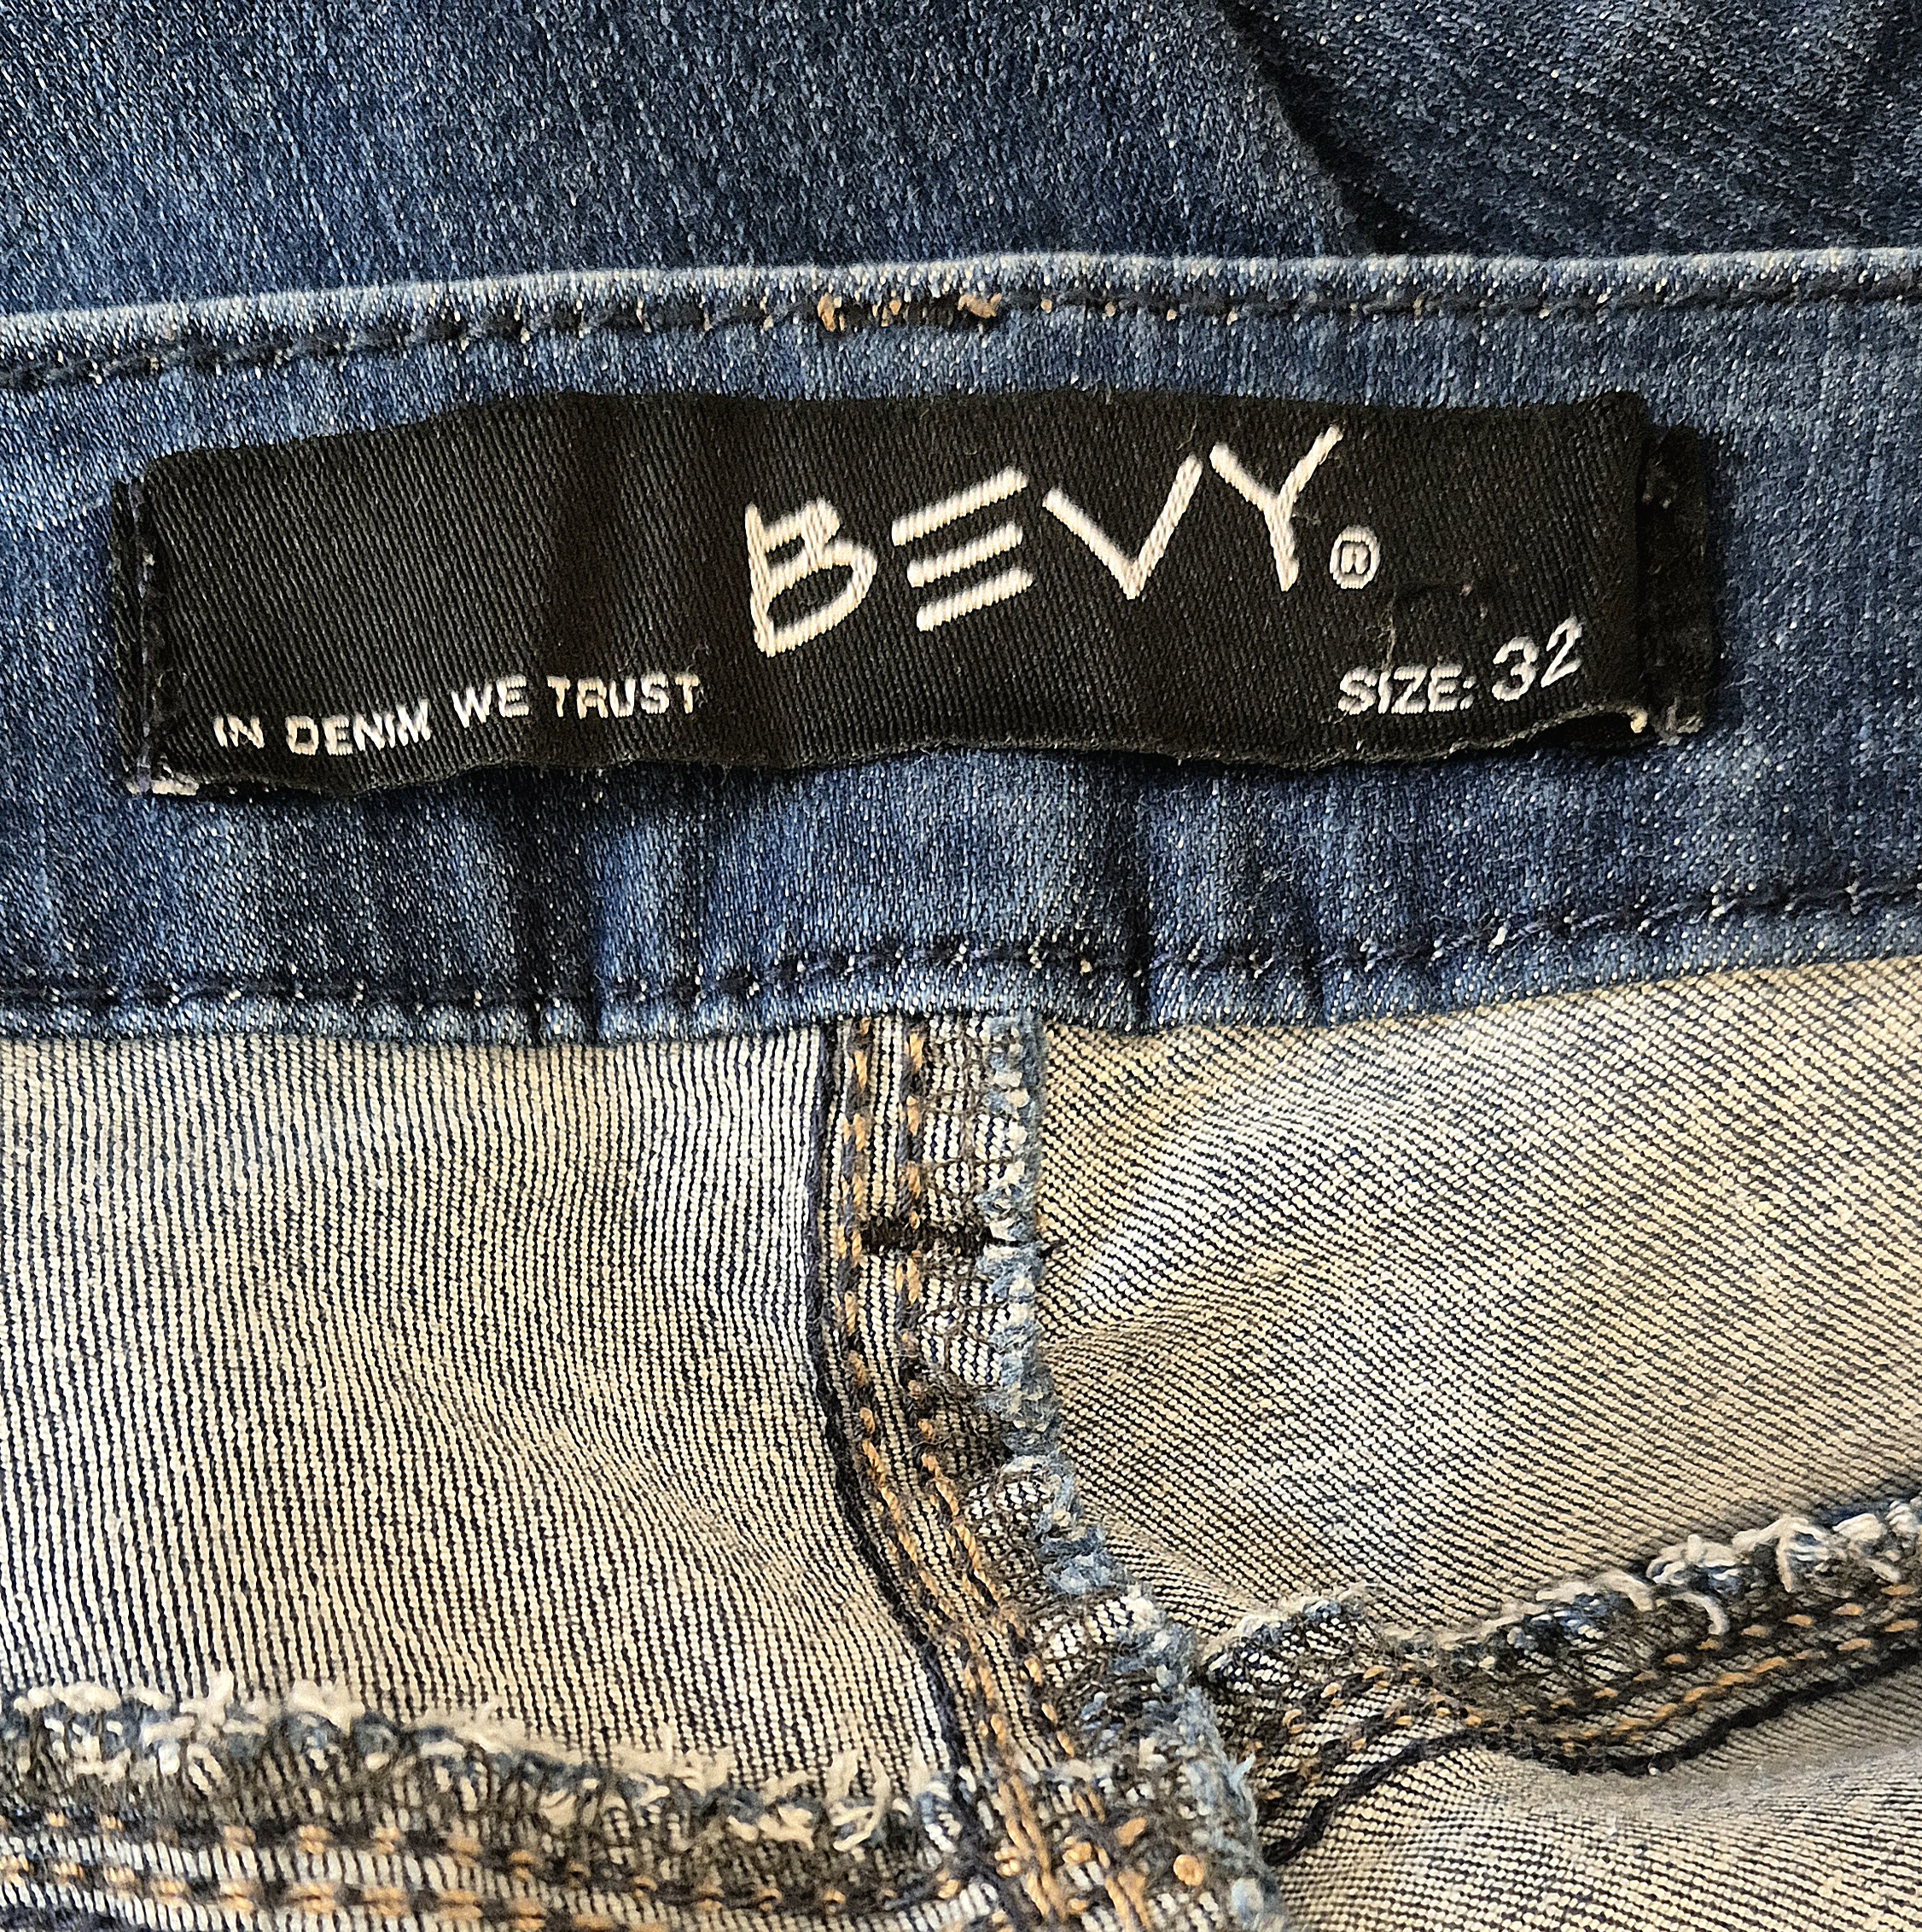 BEVY®
IN DENIM WE TRUST
SIZE: 32